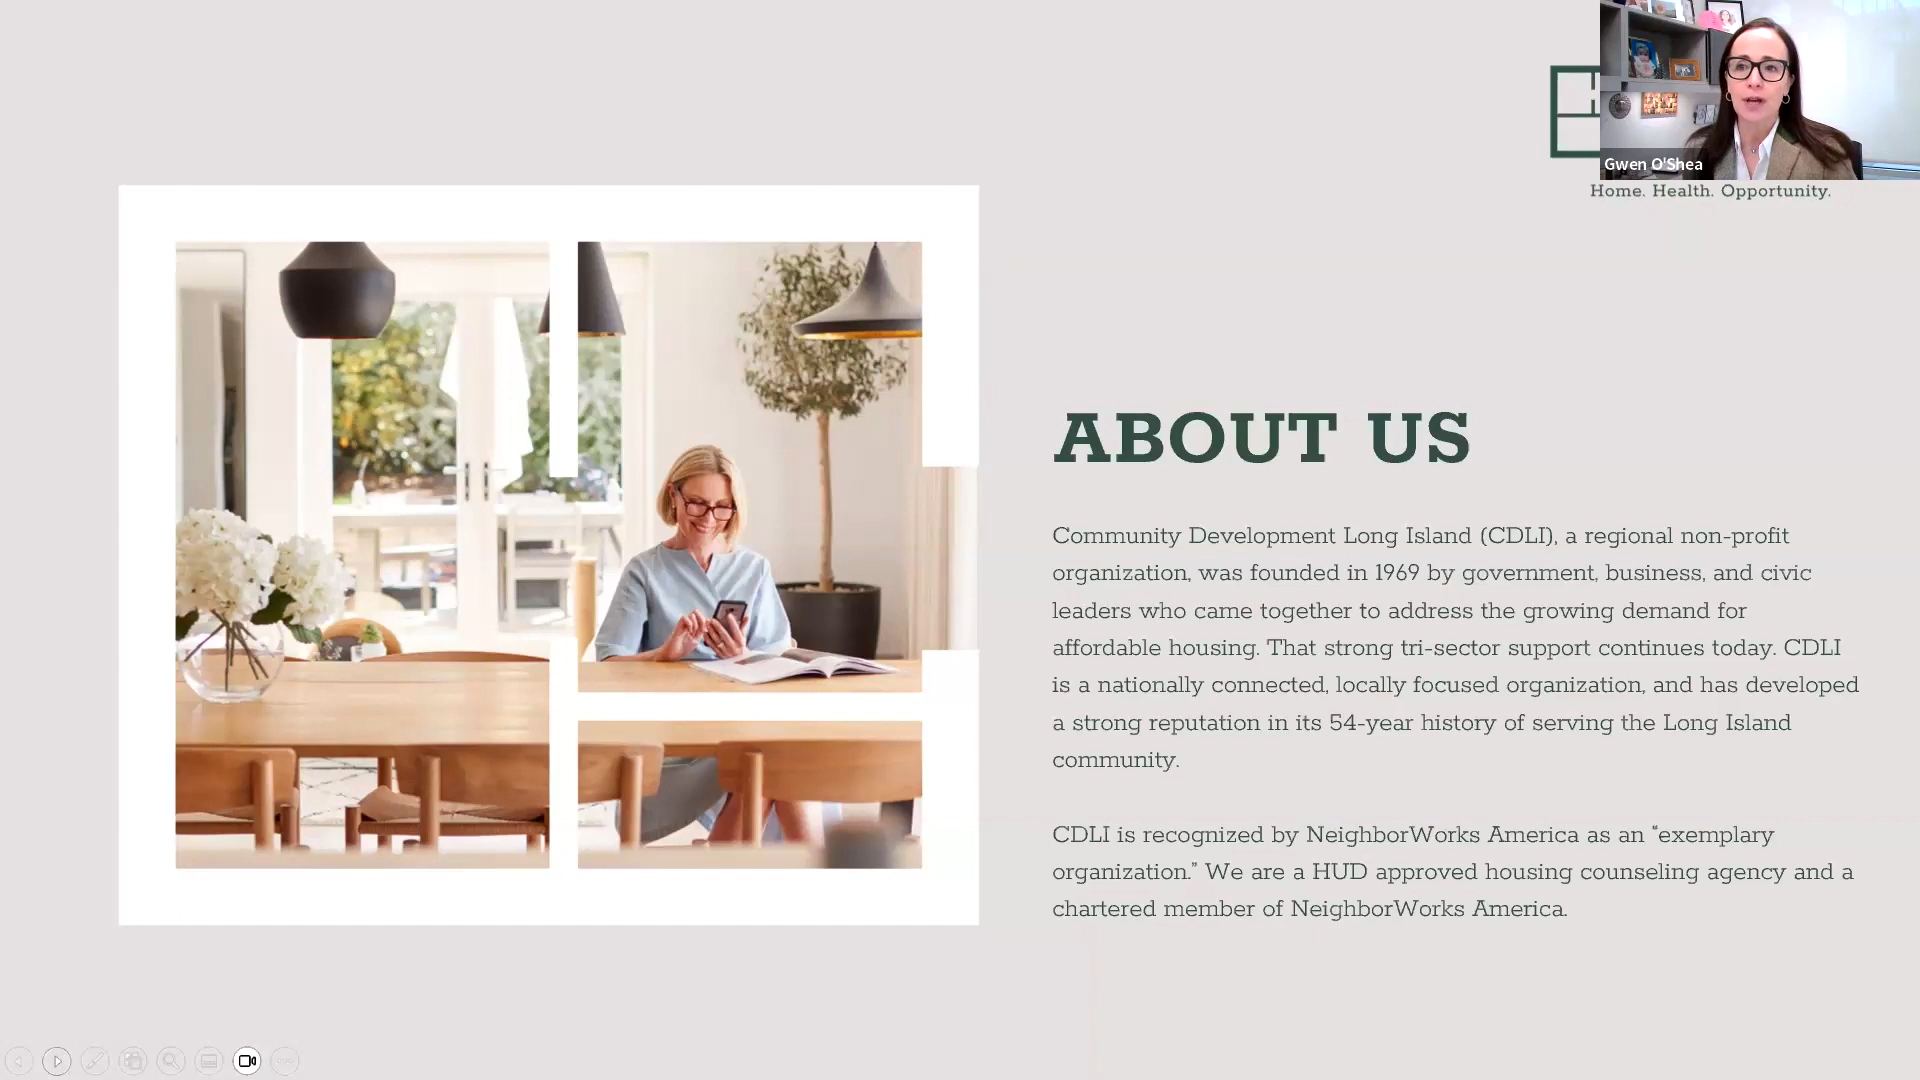 Gwen O'Shea
Home. Health. Opportunity.
ABOUT US
Community Development Long Island (CDLI), a regional non-profit
organization, was founded in 1969 by government, business, and civic
leaders who came together to address the growing demand for
affordable housing. That strong tri-sector support continues today. CDLI
is a nationally connected, locally focused organization, and has developed
a strong reputation in its 54-year history of serving the Long Island
community.
CDLI is recognized by NeighborWorks America as an “exemplary
organization.” We are a HUD approved housing counseling agency and a
chartered member of NeighborWorks America.